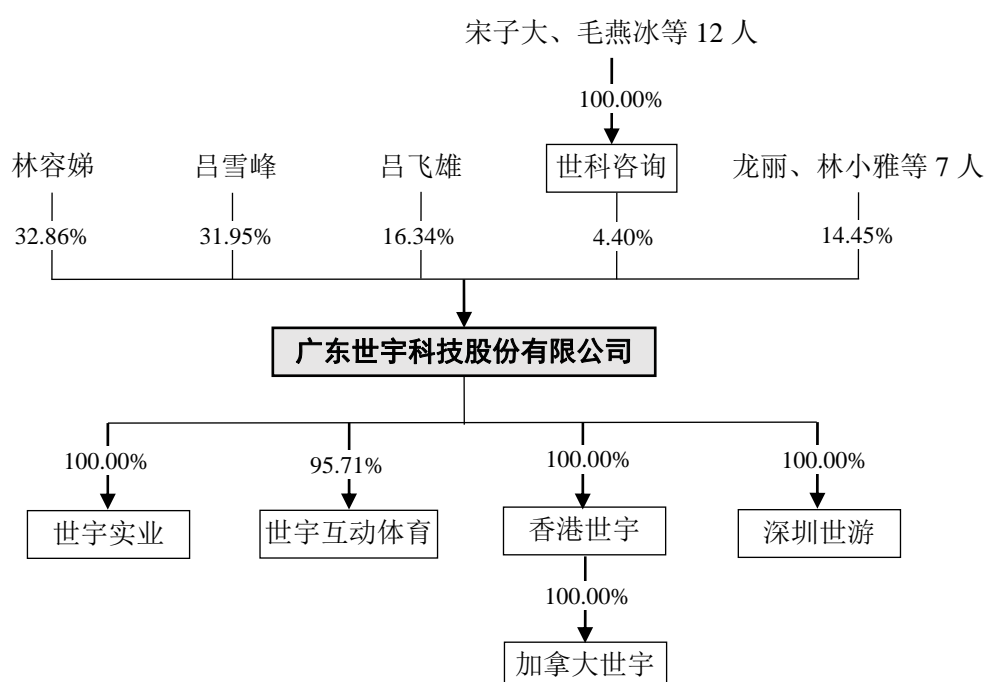 宋子大、毛燕冰等 12 人
100.00%
林容娣
吕雪峰
吕飞雄
世科咨询
龙丽、林小雅等 7 人
32.86%
31.95%
16.34%
4.40%
14.45%
广东世宇科技股份有限公司
100.00%
95.71%
100.00%
100.00%
世宇实业
世宇互动体育
香港世宇
深圳世游
100.00%
加拿大世宇